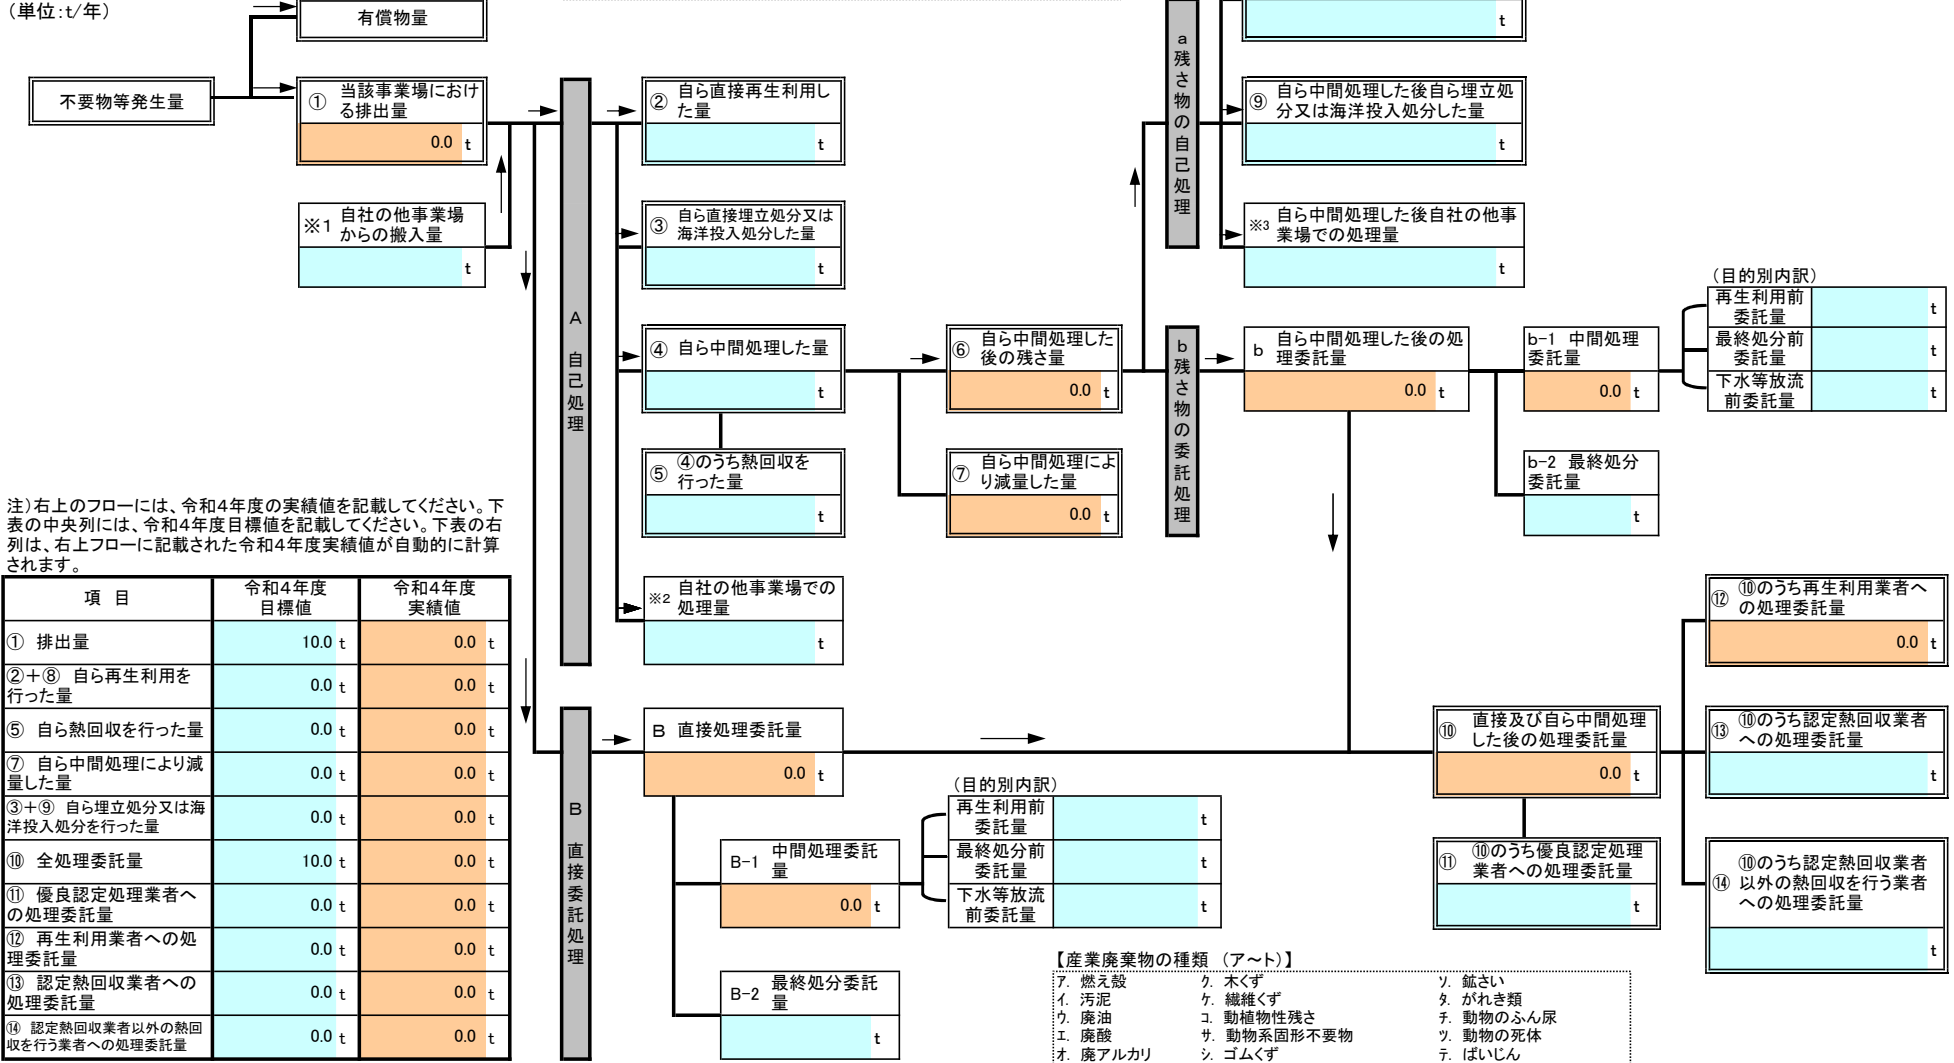 (単位:t/年)
有償物量
t
不要物等発生量
① 当該事業場におけ
る排出量
0.0 t
※1 自社の他事業場
からの搬入量
t
A
自己処理
② 自ら直接再生利用し
た量
t
③ 自ら直接埋立処分又は
海洋投入処分した量
t
④ 自ら中間処理した量
t
⑤ ④のうち熱回収を
行った量
t
※2 自社の他事業場での
処理量
t
⑥ 自ら中間処理した
後の残さ量
0.0 t
⑦ 自ら中間処理によ
り減量した量
0.0 t
a残さ物の自己処理
⑨ 自ら中間処理した後自ら埋立処
分又は海洋投入処分した量
t
※3 自ら中間処理した後自社の他事
業場での処理量
t
b残さ物の委託処理
b 自ら中間処理した後の処
理委託量
0.0 t
b-1 中間処理
委託量
0.0 t
b-2 最終処分
委託量
t
(目的別内訳)
再生利用前
委託量 t
最終処分前
委託量 t
下水等放流
前委託量 t
注)右上のフローには、令和4年度の実績値を記載してください。下
表の中央列には、令和4年度目標値を記載してください。下表の右
列は、右上フローに記載された令和4年度実績値が自動的に計算
されます。
項 目 令和4年度
目標値 令和4年度
実績値
① 排出量 10.0 t 0.0 t
②+⑧ 自ら再生利用を
行った量 0.0 t 0.0 t
⑤ 自ら熱回収を行った量 0.0 t 0.0 t
⑦ 自ら中間処理により減
量した量 0.0 t 0.0 t
③+⑨ 自ら埋立処分又は海
洋投入処分を行った量 0.0 t 0.0 t
⑩ 全処理委託量 10.0 t 0.0 t
⑪ 優良認定処理業者へ
の処理委託量 0.0 t 0.0 t
⑫ 再生利用業者への処
理委託量 0.0 t 0.0 t
⑬ 認定熱回収業者への
処理委託量 0.0 t 0.0 t
⑭ 認定熱回収業者以外の熱回
収を行う業者への処理委託量 0.0 t 0.0 t
B
直接委託処理
B 直接処理委託量
0.0 t
B-1 中間処理委託
量
0.0 t
B-2 最終処分委託
量
t
(目的別内訳)
再生利用前
委託量 t
最終処分前
委託量 t
下水等放流
前委託量 t
⑩ 直接及び自ら中間処理
した後の処理委託量
0.0 t
⑪ ⑩のうち優良認定処理
業者への処理委託量
t
⑫ ⑩のうち再生利用業者へ
の処理委託量
0.0 t
⑬ ⑩のうち認定熱回収業者
への処理委託量
t
⑭ ⑩のうち認定熱回収業者
以外の熱回収を行う業者
への処理委託量
t
【産業廃棄物の種類 (ア~ト)】
ア. 燃え殻 ク. 木くず ソ. 鉱さい
イ. 汚泥 ケ. 繊維くず タ. がれき類
ウ. 廃油 コ. 動植物性残さ チ. 動物のふん尿
エ. 廃酸 サ. 動物系固形不要物 ツ. 動物の死体
オ. 廃アルカリ シ. ゴムくず テ. ばいじん